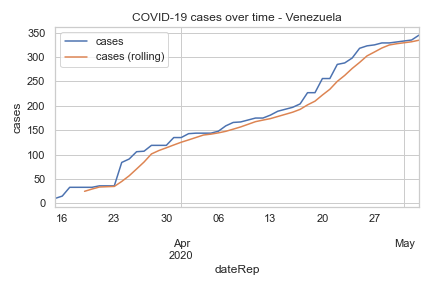 COVID-19 cases over time - Venezuela
cases
cases (rolling)
350
300
250
200
150
100
50
0
cases
16 23 30 06 13 20 27
Apr May
2020
dateRep